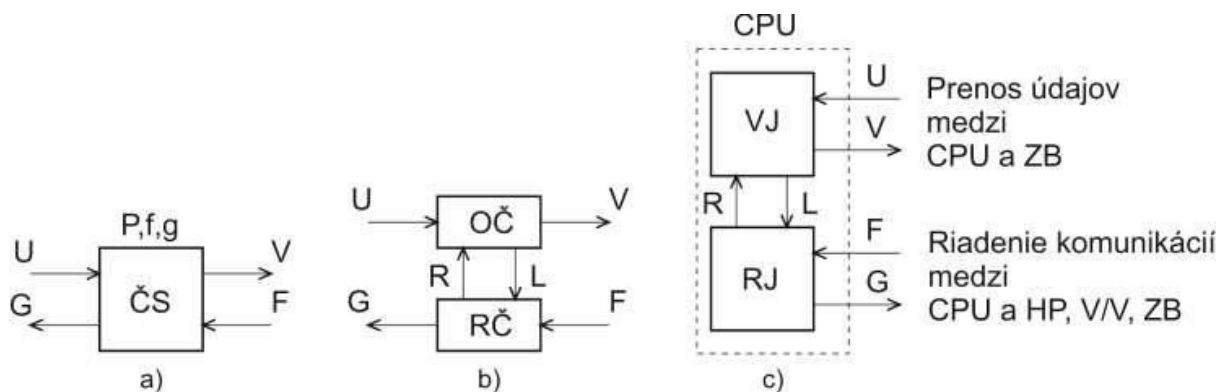 P,f,g
U
V
ČS
G
F
a)
U
OČ
V
R
L
G
RČ
F
b)
CPU
VJ
U
V
Prenos údajov
medzi
CPU a ZB
R
L
RJ
F
G
Riadenie komunikácií
medzi
CPU a HP, V/V, ZB
c)